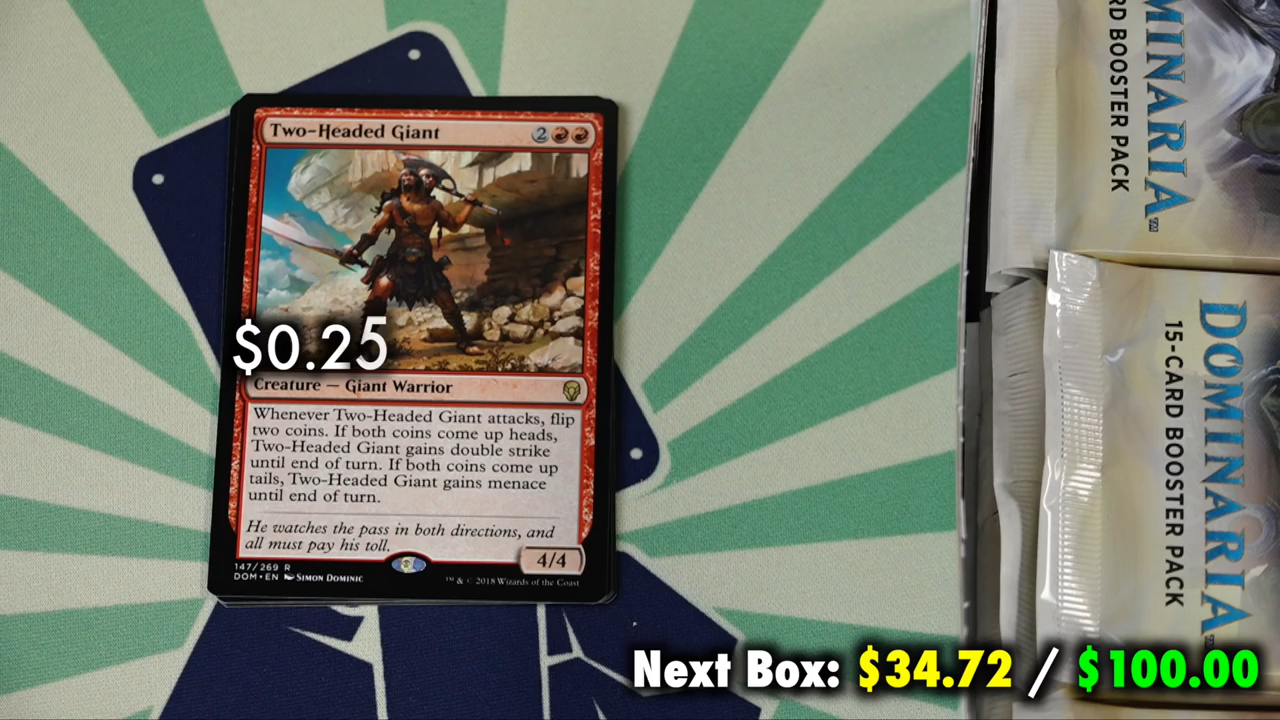 Two-Headed Giant
2
$0.25
Creature — Giant Warrior
Whenever Two-Headed Giant attacks, flip
two coins. If both coins come up heads,
Two-Headed Giant gains double strike
until end of turn. If both coins come up
tails, Two-Headed Giant gains menace
until end of turn.
He watches the pass in both directions, and
all must pay his toll.
4/4
147/269 R
DOM • EN Simon Dominic
™ & © 2018 Wizards of the Coast
MINARIA™
RD BOOSTER PACK
DOMINARIA
15-CARD BOOSTER PACK
Next Box: $34.72 / $100.00